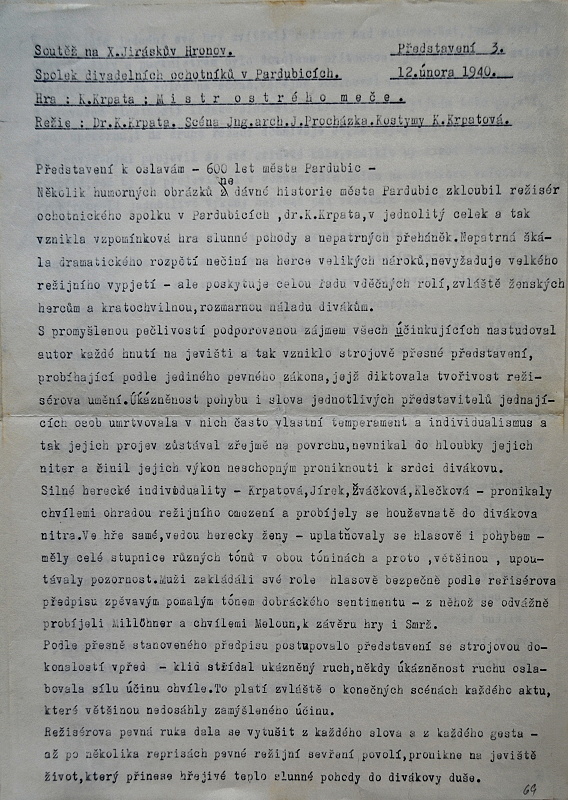 Soutěž na X.Jiráskův Hronov. Představení 3.
Spolek divadelních ochotníků v Pardubicích. 12.února 1940.
Hra : K.Krpata : M i s t r o s t r é h o m e č e .
Režie : Dr.K.Krpata. Scéna Jng.arch.J.Procházka.Kostymy K.Krpatová.
Představení k oslavám - 600 let města Pardubic -
Několik humorných obrázků ne dávné historie města Pardubic zkloubil režisér
ochotnického spolku v Pardubicích ,dr.K.Krpata,v jednolitý celek a tak
vznikla vzpomínková hra slunné pohody a nepatrných přeháněk.Nepatrná šká-
la dramatického rozpětí nečiní na herce velikých nároků,nevyžaduje velkého
režijního vypjetí - ale poskytuje celou řadu vděčných rolí,zvláště ženských
hercům a kratochvilnou,rozmarnou náladu divákům.
S promyšlenou pečlivostí podporovanou zájmem všech účinkujících nastudoval
autor každé hnutí na jevišti a tak vzniklo strojově přesné představení,
probíhající podle jediného pevného zákona,jejž diktovala tvořivost reži-
sérova umění.Úkázněnost pohybu i slova jednotlivých představitelů jednají-
cích osob umrtvovala v nich často vlastní temperament a individualismus a
tak jejich projev zůstával zřejmě na povrchu,nevnikal do hloubky jejich
niter a činil jejich výkon neschopným proniknouti k srdci divákovu.
Silné herecké individuality - Krpatová,Jírek,Žváčková,Klečková - pronikaly
chvílemi ohradou režijního omezení a probíjely se houževnatě do divákova
nitra.Ve hře samé,vedou herecky ženy - uplatňovaly se hlasově i pohybem -
měly celé stupnice různých tónů v obou tóninách a proto ,většinou , upou-
távaly pozornost.Muži zakládáli své role hlasově bezpečně podle reřisérova
předpisu zpěvavým pomalým tónem dobráckého sentimentu - z něhož se odvážně
probíjeli Millöhner a chvílemi Meloun,k závěru hry i Smrž.
Podle přesně stanoveného předpisu postupovalo představení se strojovou do-
konalostí vpřed - klid střídal ukázněný ruch,někdy úkázněnost ruchu osla-
bovala sílu účinu chvíle.To platí zvláště o konečných scénách každého aktu,
které většinou nedosáhly zamýšleného účinu.
Režisérova pevná ruka dala se vytušit z každého slova a z každého gesta -
až po několika reprisách pevné režijní sevření povolí,pronikne na jeviště
život,který přinese hřejivé teplo slunné pohody do divákovy duše.
69